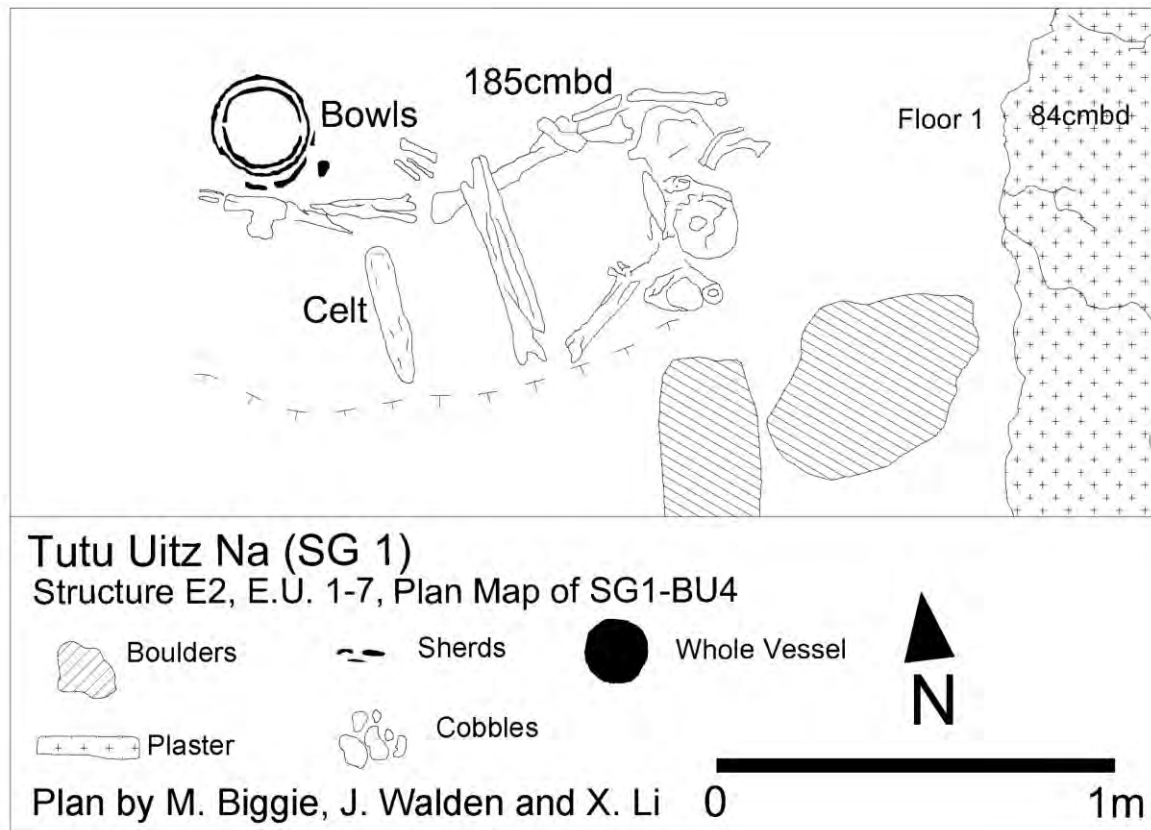 185cmbd
Bowls
Floor 1
84cmbd
Celt
Tutu Uitz Na (SG 1)
Structure E2, E.U. 1-7, Plan Map of SG1-BU4
Boulders
Sherds
Whole Vessel
Plaster
Cobbles
N
Plan by M. Biggie, J. Walden and X. Li
0 1m